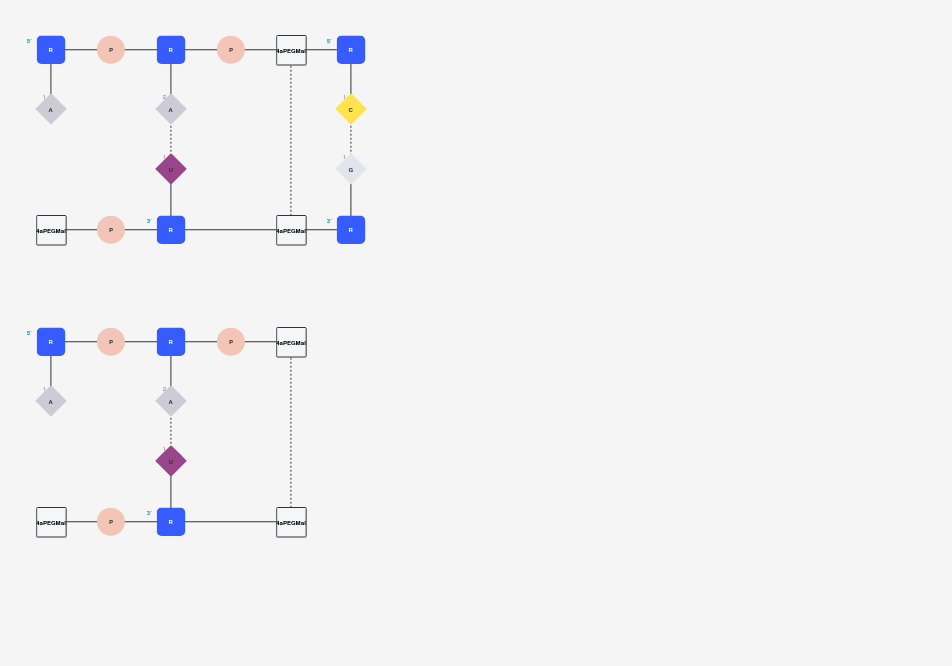 5' R P R P 4aPEGMal 5' R
1 A 2 A 1 C
1 U 1 G
4aPEGMal P 3' R 4aPEGMal 3' R
5' R P R P 4aPEGMal
1 A 2 A
1 U
4aPEGMal P 3' R 4aPEGMal